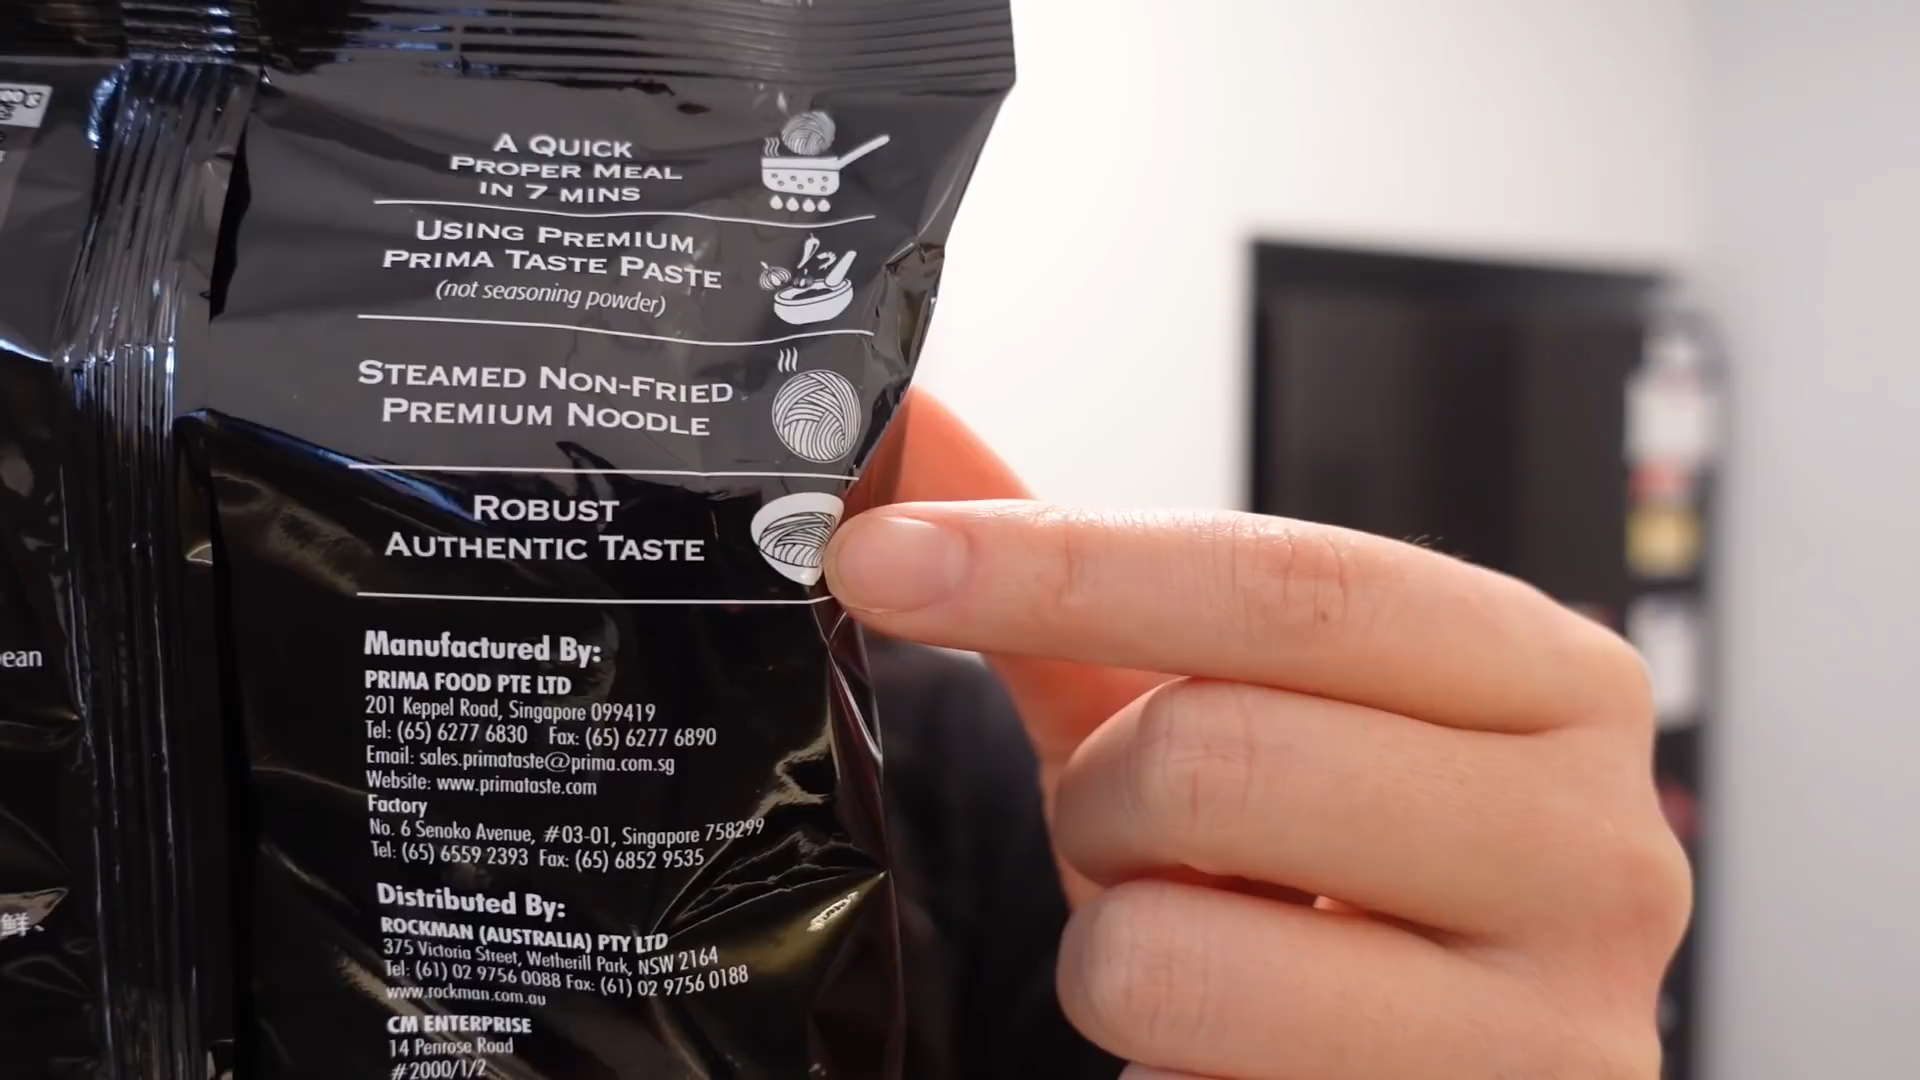 A QUICK
PROPER MEAL
IN 7 MINS
USING PREMIUM
PRIMA TASTE PASTE
(not seasoning powder)
STEAMED NON-FRIED
PREMIUM NOODLE
ROBUST
AUTHENTIC TASTE
Manufactured By:
PRIMA FOOD PTE LTD
201 Keppel Road, Singapore 099419
Tel: (65) 6277 6830 Fax: (65) 6277 6890
Email: sales.primataste@prima.com.sg
Website: www.primataste.com
Factory
No. 6 Senoko Avenue, #03-01, Singapore 758299
Tel: (65) 6559 2393 Fax: (65) 6852 9535
Distributed By:
ROCKMAN (AUSTRALIA) PTY LTD
375 Victoria Street, Wetherill Park, NSW 2164
Tel: (61) 02 9756 0088 Fax: (61) 02 9756 0188
www.rockman.com.au
CM ENTERPRISE
14 Penrose Road
#2000/1/2
ean
鮮、